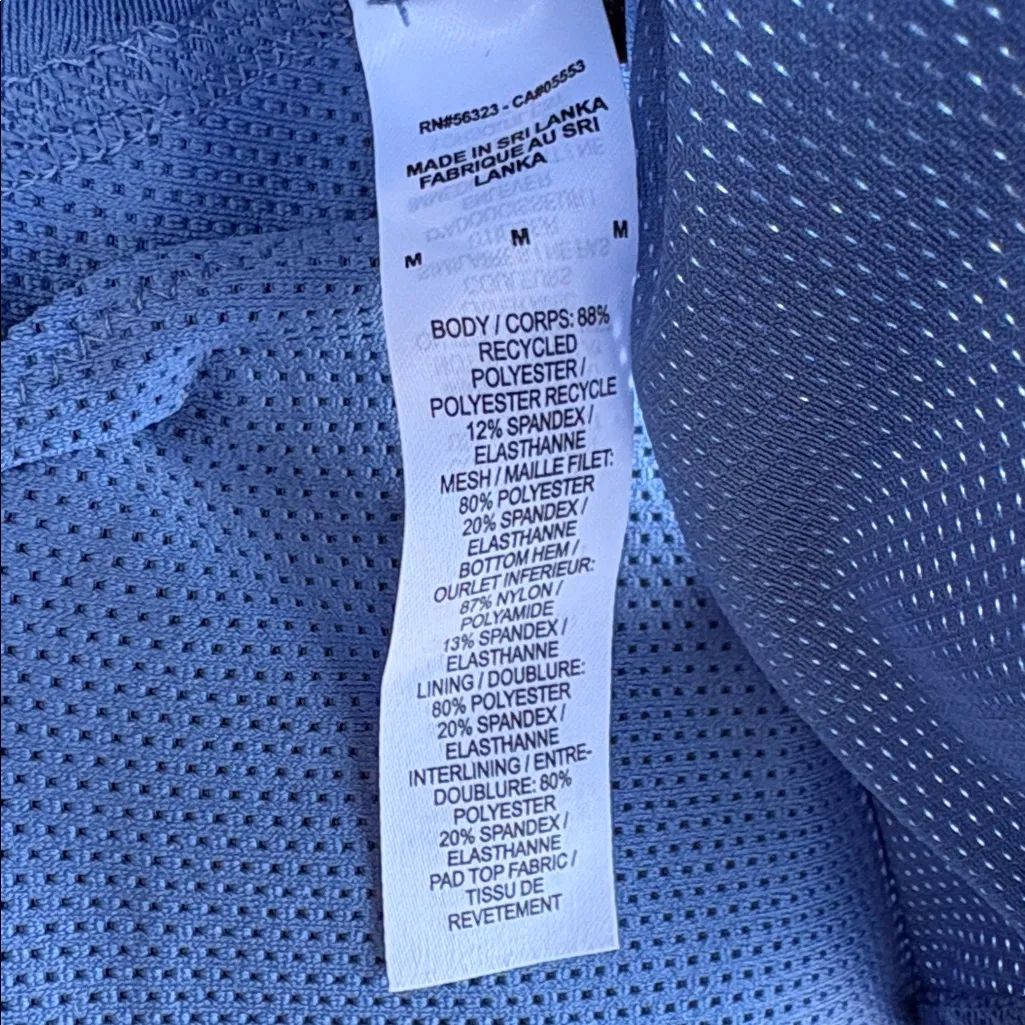 RN#56323 - CA#05553
MADE IN SRI LANKA
FABRIQUE AU SRI
LANKA
M M M
BODY / CORPS: 88%
RECYCLED
POLYESTER /
POLYESTER RECYCLE
12% SPANDEX /
ELASTHANNE
MESH / MAILLE FILET:
80% POLYESTER
20% SPANDEX /
ELASTHANNE
BOTTOM HEM /
OURLET INFERIEUR:
87% NYLON /
POLYAMIDE
13% SPANDEX /
ELASTHANNE
LINING / DOUBLURE:
80% POLYESTER
20% SPANDEX /
ELASTHANNE
INTERLINING / ENTRE-
DOUBLURE: 80%
POLYESTER
20% SPANDEX /
ELASTHANNE
PAD TOP FABRIC /
TISSU DE
REVETEMENT